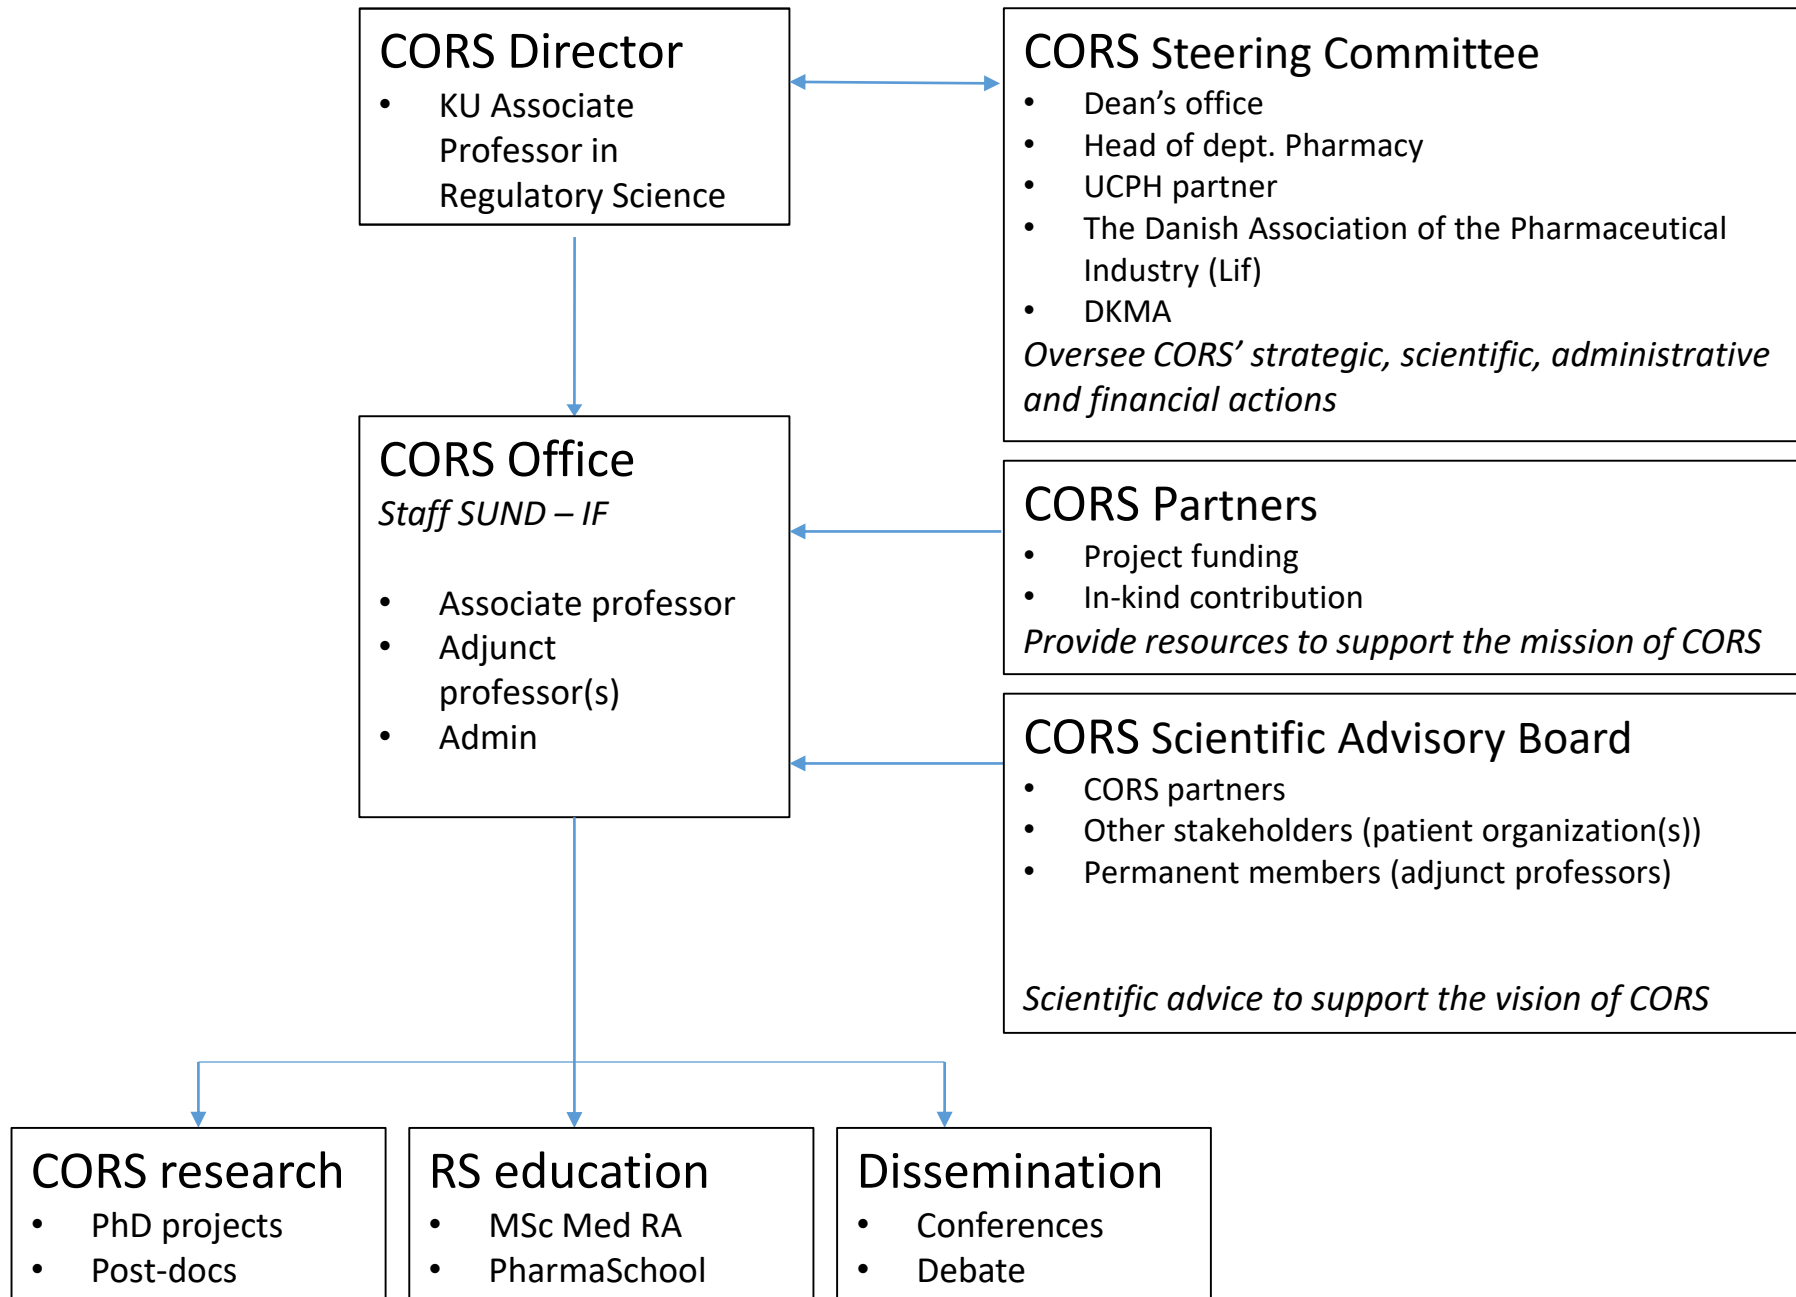 CORS Director
• KU Associate
Professor in
Regulatory Science
CORS Steering Committee
• Dean’s office
• Head of dept. Pharmacy
• UCPH partner
• The Danish Association of the Pharmaceutical
Industry (Lif)
• DKMA
Oversee CORS’ strategic, scientific, administrative
and financial actions
CORS Office
Staff SUND – IF
• Associate professor
• Adjunct
professor(s)
• Admin
CORS Partners
• Project funding
• In-kind contribution
Provide resources to support the mission of CORS
CORS Scientific Advisory Board
• CORS partners
• Other stakeholders (patient organization(s))
• Permanent members (adjunct professors)
Scientific advice to support the vision of CORS
CORS research
• PhD projects
• Post-docs
RS education
• MSc Med RA
• PharmaSchool
Dissemination
• Conferences
• Debate